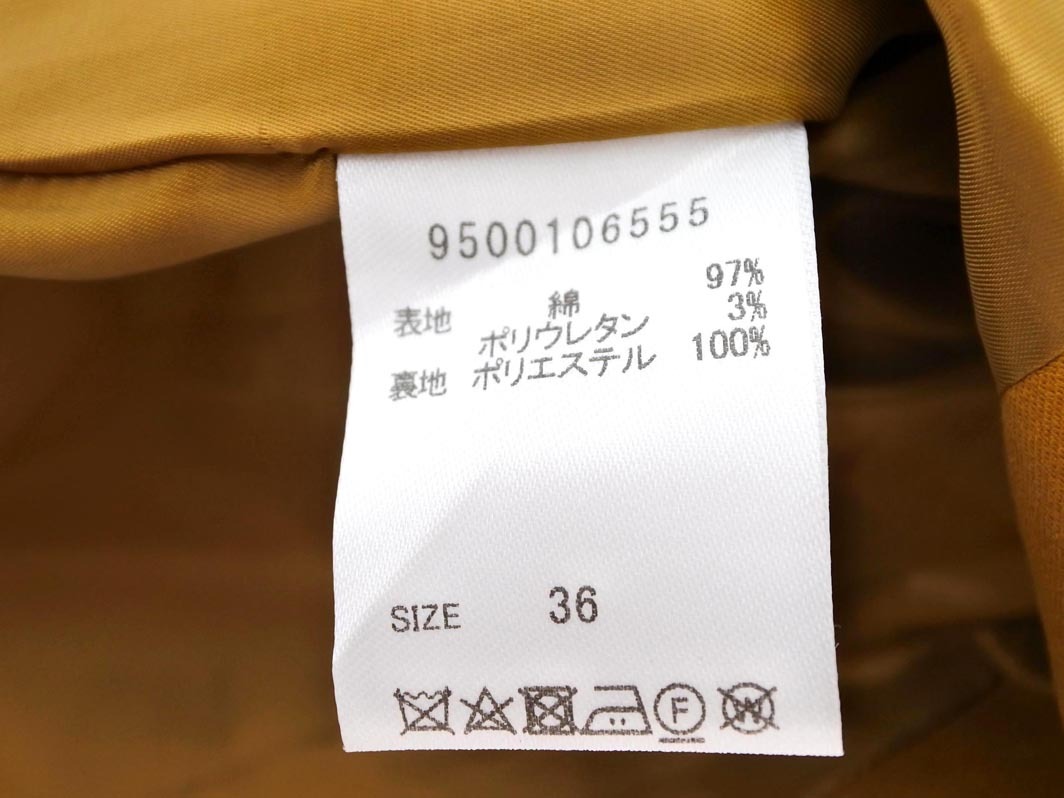 9500106555
表地 綿 97%
ポリウレタン 3%
裏地 ポリエステル 100%
SIZE 36
F W